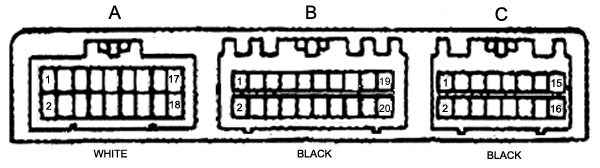 A B C
1 17 1 19 1 15
2 18 2 20 2 16
WHITE BLACK BLACK